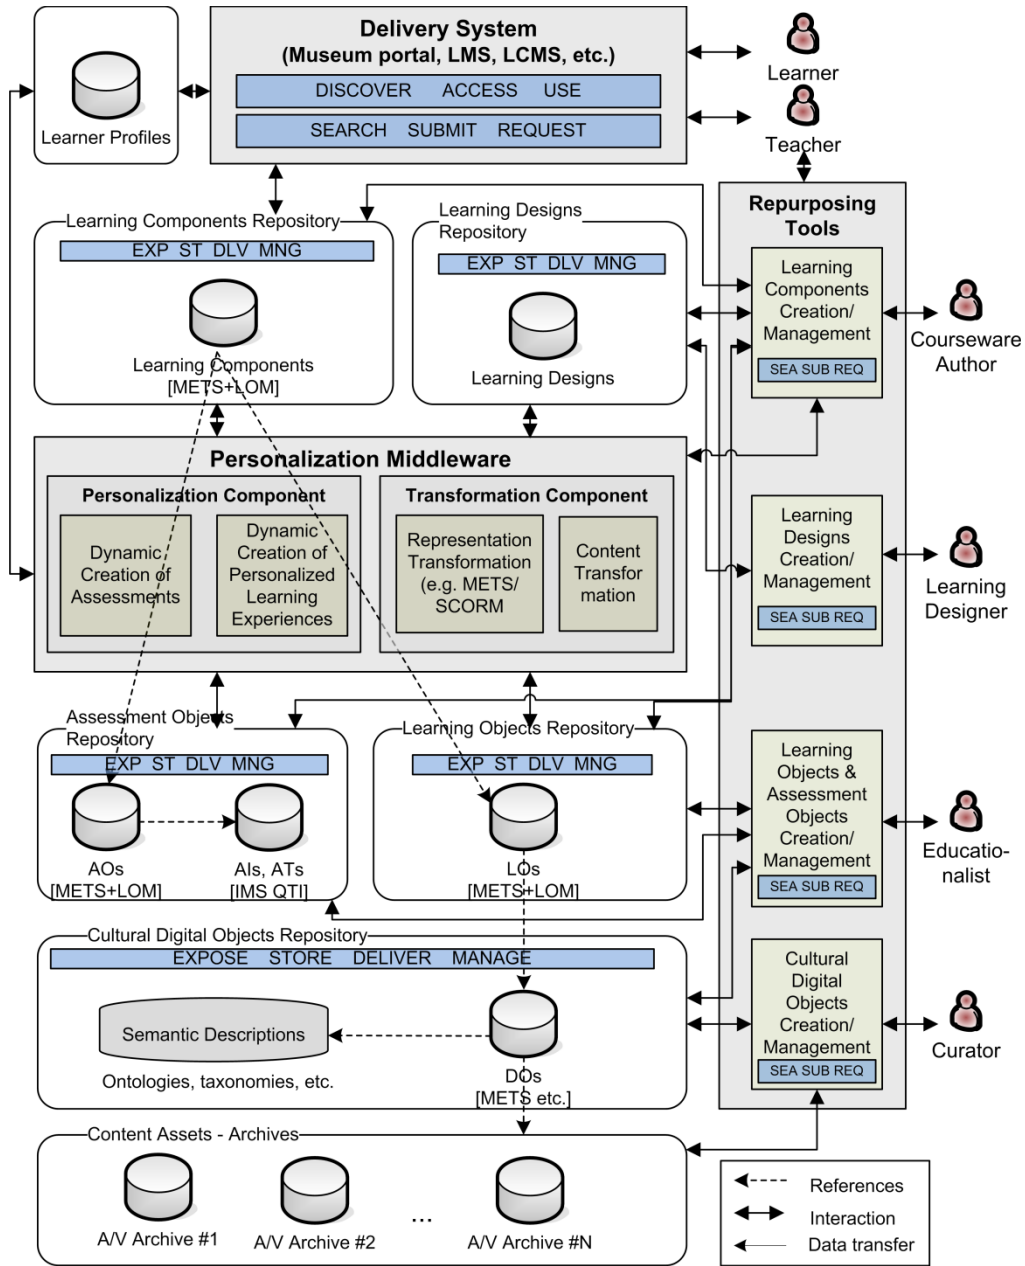 Delivery System
(Museum portal, LMS, LCMS, etc.)
DISCOVER ACCESS USE
SEARCH SUBMIT REQUEST
Learner Profiles
Learner
Teacher
Learning Components Repository
EXP ST DLV MNG
Learning Components
[METS+LOM]
Learning Designs
Repository
EXP ST DLV MNG
Learning Designs
Repurposing
Tools
Learning
Components
Creation/
Management
SEA SUB REQ
Courseware
Author
Personalization Middleware
Personalization Component
Dynamic
Creation of
Assessments
Dynamic
Creation of
Personalized
Learning
Experiences
Transformation Component
Representation
Transformation
(e.g. METS/
SCORM
Content
Transfor
mation
Learning
Designs
Creation/
Management
SEA SUB REQ
Learning
Designer
Assessment Objects
Repository
EXP ST DLV MNG
AOs
[METS+LOM]
AIs, ATs
[IMS QTI]
Learning Objects Repository
EXP ST DLV MNG
LOs
[METS+LOM]
Learning
Objects &
Assessment
Objects
Creation/
Management
SEA SUB REQ
Educatio-
nalist
Cultural Digital Objects Repository
EXPOSE STORE DELIVER MANAGE
Semantic Descriptions
Ontologies, taxonomies, etc.
DOs
[METS etc.]
Cultural
Digital
Objects
Creation/
Management
SEA SUB REQ
Curator
Content Assets - Archives
A/V Archive #1
A/V Archive #2
...
A/V Archive #N
References
Interaction
Data transfer